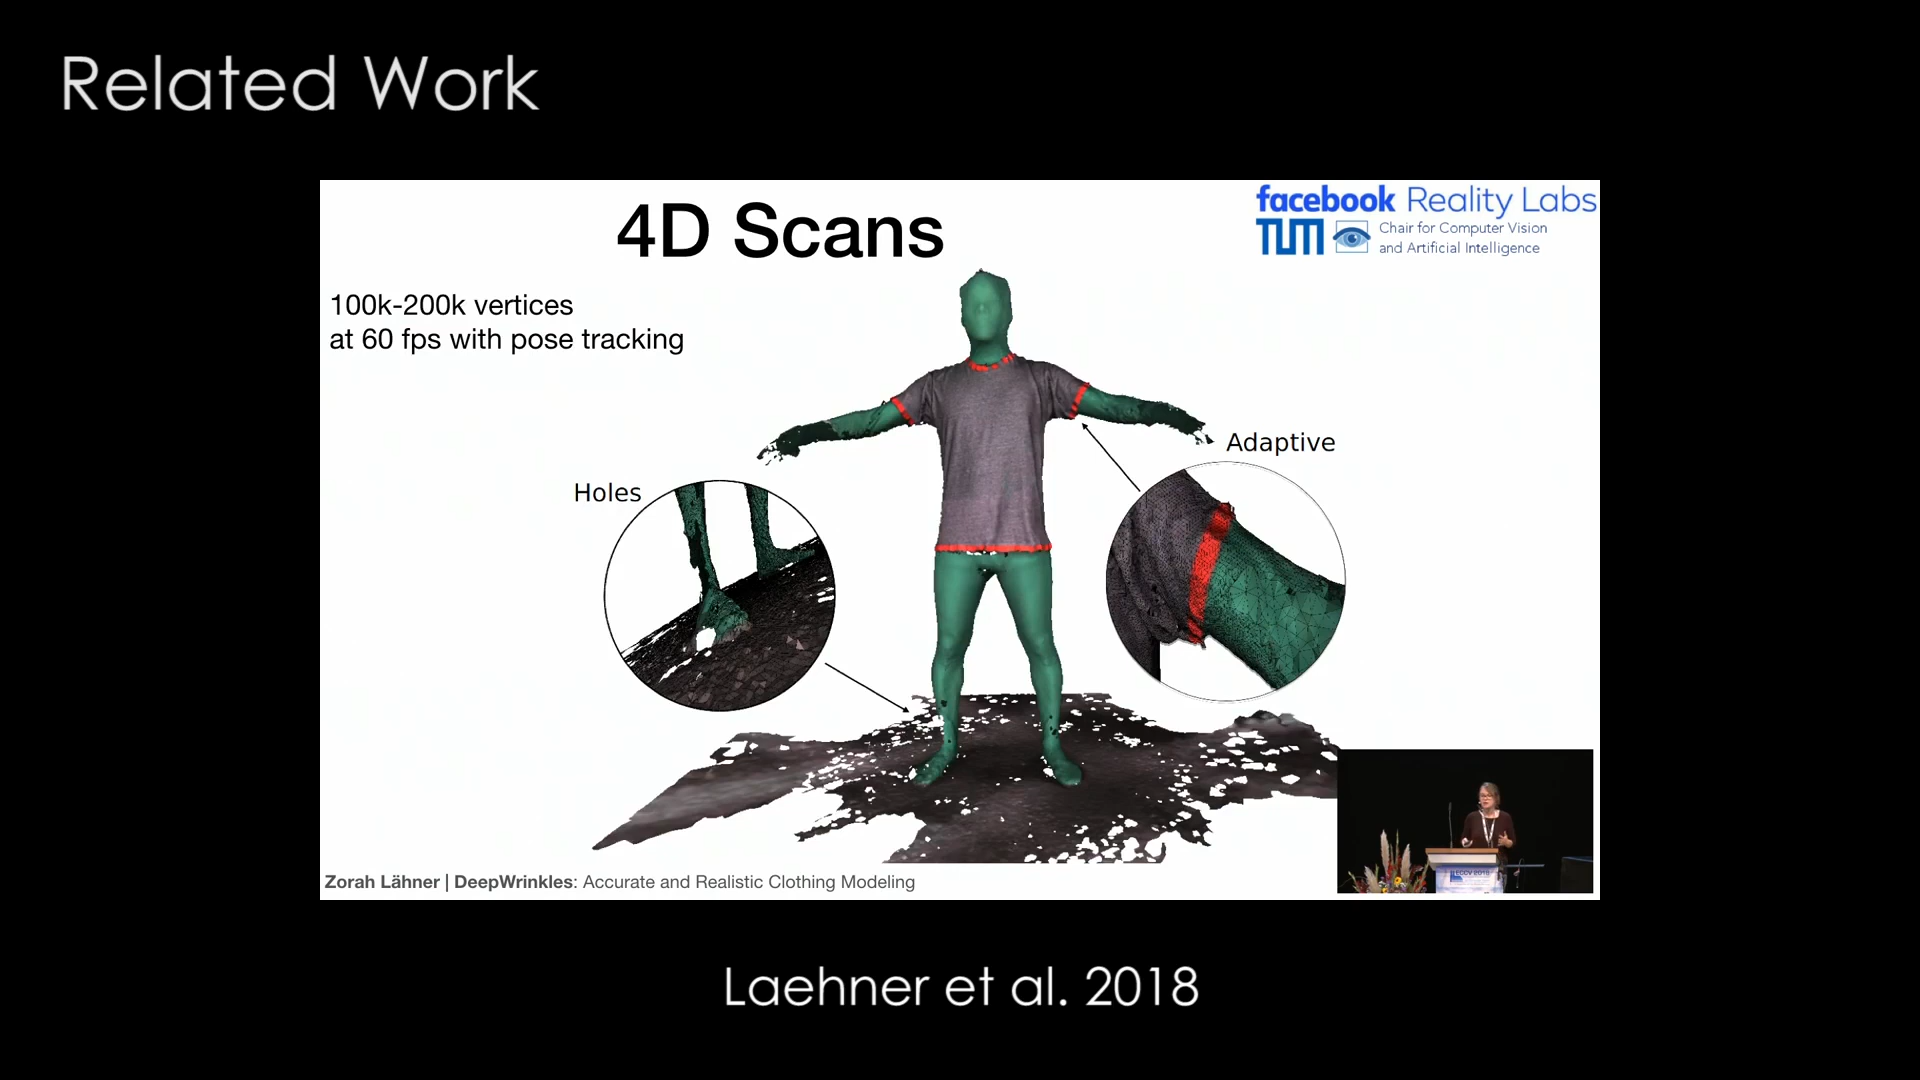 Related Work
4D Scans
facebook Reality Labs
TUM
Chair for Computer Vision
and Artificial Intelligence
100k-200k vertices
at 60 fps with pose tracking
Adaptive
Holes
ECCV 2018
Zorah Lähner | DeepWrinkles: Accurate and Realistic Clothing Modeling
Laehner et al. 2018